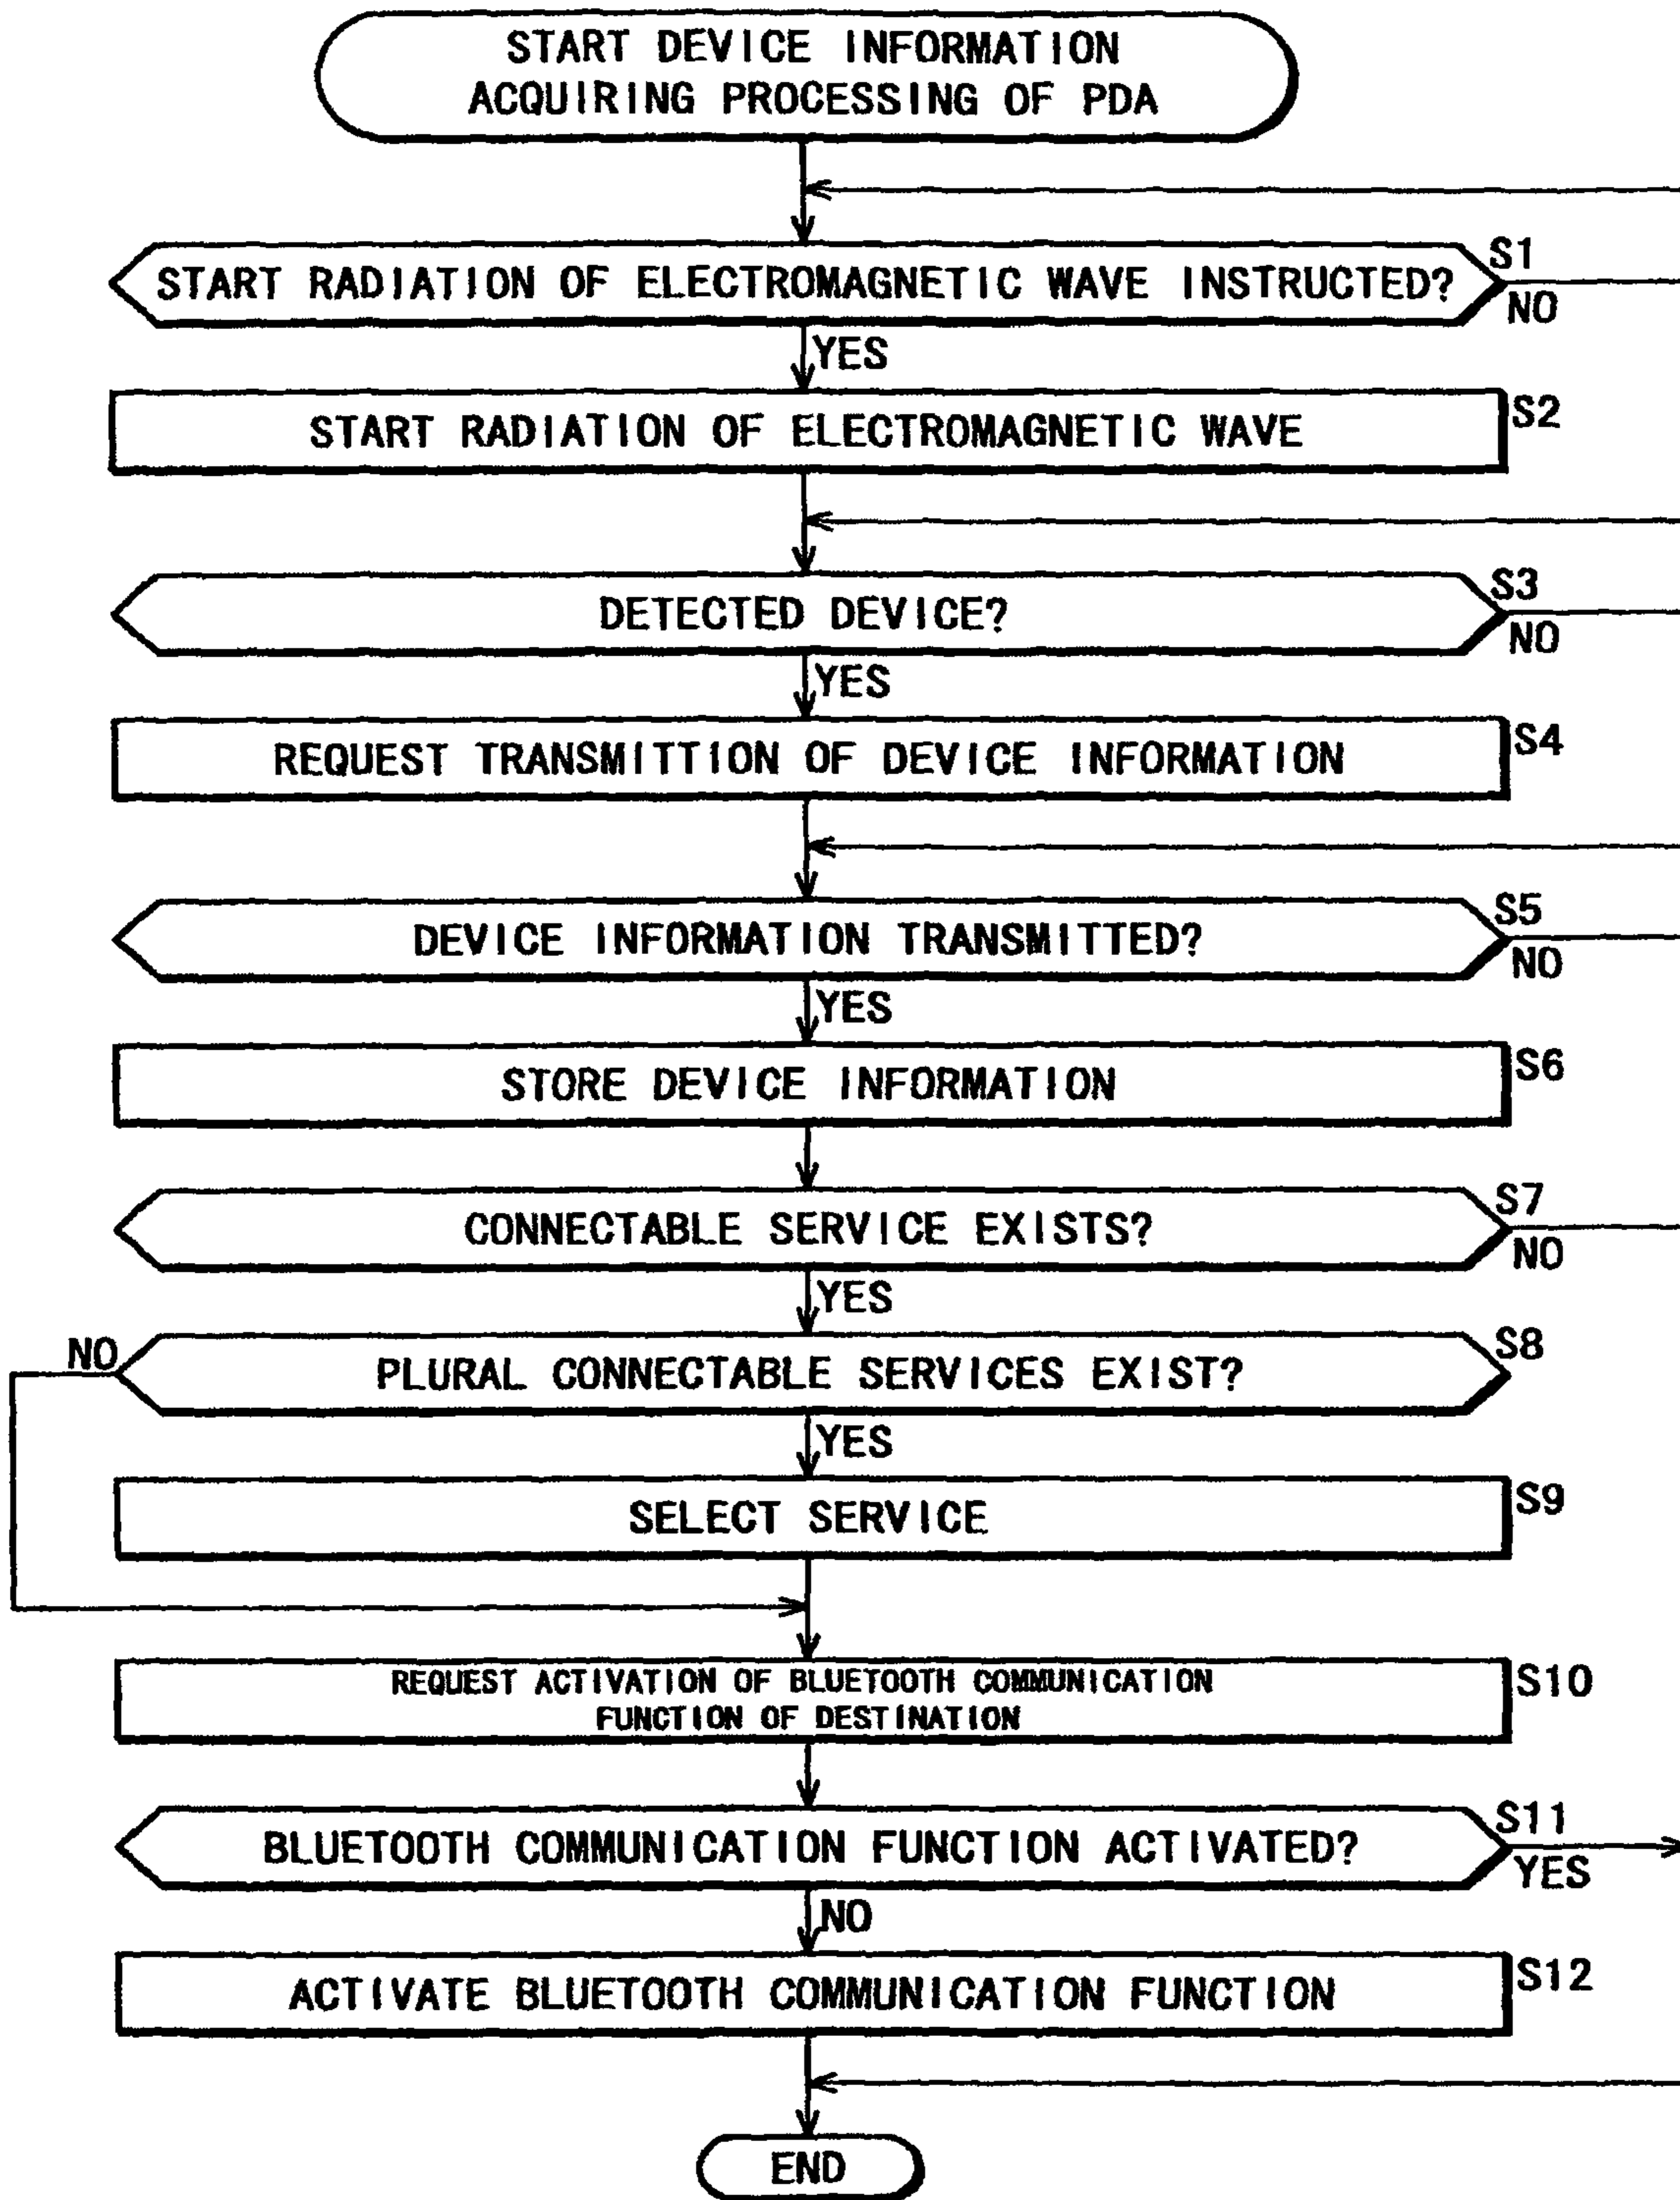 START DEVICE INFORMATION
ACQUIRING PROCESSING OF PDA
START RADIATION OF ELECTROMAGNETIC WAVE INSTRUCTED?
S1
NO
YES
START RADIATION OF ELECTROMAGNETIC WAVE
S2
DETECTED DEVICE?
S3
NO
YES
REQUEST TRANSMITTION OF DEVICE INFORMATION
S4
DEVICE INFORMATION TRANSMITTED?
S5
NO
YES
STORE DEVICE INFORMATION
S6
CONNECTABLE SERVICE EXISTS?
S7
NO
YES
NO
PLURAL CONNECTABLE SERVICES EXIST?
S8
YES
SELECT SERVICE
S9
REQUEST ACTIVATION OF BLUETOOTH COMMUNICATION
FUNCTION OF DESTINATION
S10
BLUETOOTH COMMUNICATION FUNCTION ACTIVATED?
S11
YES
NO
ACTIVATE BLUETOOTH COMMUNICATION FUNCTION
S12
END